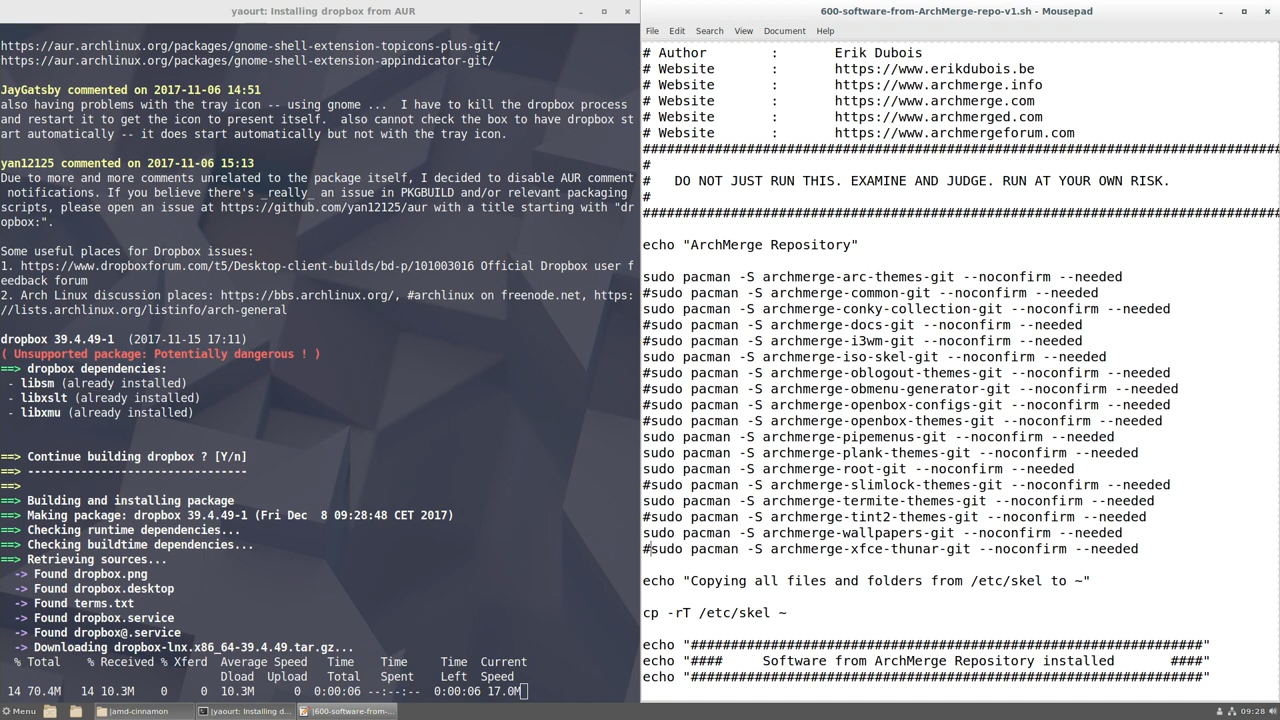 yaourt: Installing dropbox from AUR
https://aur.archlinux.org/packages/gnome-shell-extension-topicons-plus-git/
https://aur.archlinux.org/packages/gnome-shell-extension-appindicator-git/
JayGatsby commented on 2017-11-06 14:51
also having problems with the tray icon -- using gnome ...  I have to kill the dropbox process
and restart it to get the icon to present itself.  also cannot check the box to have dropbox st
art automatically -- it does start automatically but not with the tray icon.
yan12125 commented on 2017-11-06 15:13
Due to more and more comments unrelated to the package itself, I decided to disable AUR comment
 notifications. If you believe there's _really_ an issue in PKGBUILD and/or relevant packaging
scripts, please open an issue at https://github.com/yan12125/aur with a title starting with "dr
opbox:".
Some useful places for Dropbox issues:
1. https://www.dropboxforum.com/t5/Desktop-client-builds/bd-p/101003016 Official Dropbox user f
eedback forum
2. Arch Linux discussion places: https://bbs.archlinux.org/, #archlinux on freenode.net, https:
//lists.archlinux.org/listinfo/arch-general
dropbox 39.4.49-1  (2017-11-15 17:11)
( Unsupported package: Potentially dangerous ! )
==> dropbox dependencies:
 - libsm (already installed)
 - libxslt (already installed)
 - libxmu (already installed)
==> Continue building dropbox ? [Y/n]
==> -------------------------------
==>
==> Building and installing package
==> Making package: dropbox 39.4.49-1 (Fri Dec  8 09:28:48 CET 2017)
==> Checking runtime dependencies...
==> Checking buildtime dependencies...
==> Retrieving sources...
  -> Found dropbox.png
  -> Found dropbox.desktop
  -> Found terms.txt
  -> Found dropbox.service
  -> Found dropbox@.service
  -> Downloading dropbox-lnx.x86_64-39.4.49.tar.gz...
  % Total    % Received % Xferd  Average Speed   Time    Time     Time  Current
                                 Dload  Upload   Total   Spent    Left  Speed
 14 70.4M   14 10.3M    0     0  10.3M      0  0:00:06 --:--:--  0:00:06 17.0M
600-software-from-ArchMerge-repo-v1.sh - Mousepad
File Edit Search View Document Help
# Author        :       Erik Dubois
# Website       :       https://www.erikdubois.be
# Website       :       https://www.archmerge.info
# Website       :       https://www.archmerge.com
# Website       :       https://www.archmerged.com
# Website       :       https://www.archmergeforum.com
################################################################################
#
#   DO NOT JUST RUN THIS. EXAMINE AND JUDGE. RUN AT YOUR OWN RISK.
#
################################################################################
echo "ArchMerge Repository"
sudo pacman -S archmerge-arc-themes-git --noconfirm --needed
#sudo pacman -S archmerge-common-git --noconfirm --needed
sudo pacman -S archmerge-conky-collection-git --noconfirm --needed
#sudo pacman -S archmerge-docs-git --noconfirm --needed
#sudo pacman -S archmerge-i3wm-git --noconfirm --needed
sudo pacman -S archmerge-iso-skel-git --noconfirm --needed
#sudo pacman -S archmerge-oblogout-themes-git --noconfirm --needed
#sudo pacman -S archmerge-obmenu-generator-git --noconfirm --needed
#sudo pacman -S archmerge-openbox-configs-git --noconfirm --needed
#sudo pacman -S archmerge-openbox-themes-git --noconfirm --needed
sudo pacman -S archmerge-pipemenus-git --noconfirm --needed
sudo pacman -S archmerge-plank-themes-git --noconfirm --needed
sudo pacman -S archmerge-root-git --noconfirm --needed
#sudo pacman -S archmerge-slimlock-themes-git --noconfirm --needed
sudo pacman -S archmerge-termite-themes-git --noconfirm --needed
#sudo pacman -S archmerge-tint2-themes-git --noconfirm --needed
sudo pacman -S archmerge-wallpapers-git --noconfirm --needed
#sudo pacman -S archmerge-xfce-thunar-git --noconfirm --needed
echo "Copying all files and folders from /etc/skel to ~"
cp -rT /etc/skel ~
echo "################################################################"
echo "####     Software from ArchMerge Repository installed       ####"
echo "################################################################"
Menu |amd-cinnamon |yaourt: Installing d... |600-software-from-... 09:28